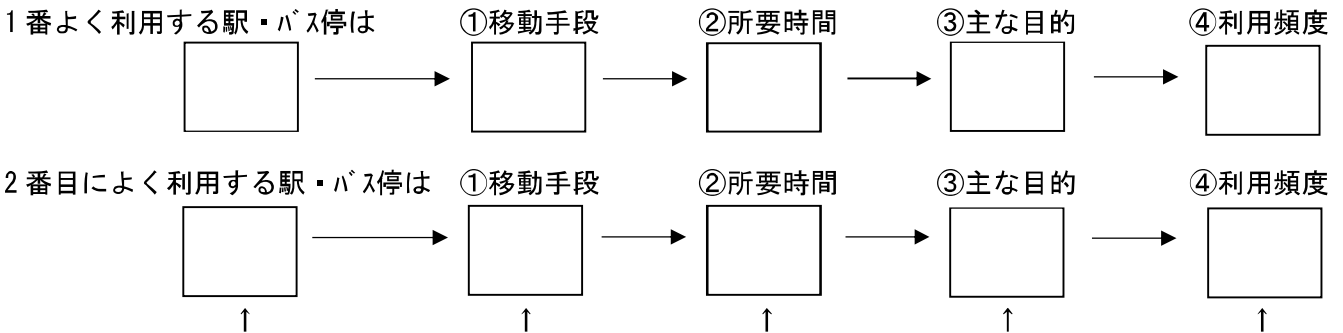 1番よく利用する駅・バス停は ①移動手段 ②所要時間 ③主な目的 ④利用頻度
2番目によく利用する駅・バス停は ①移動手段 ②所要時間 ③主な目的 ④利用頻度
↑ ↑ ↑ ↑ ↑